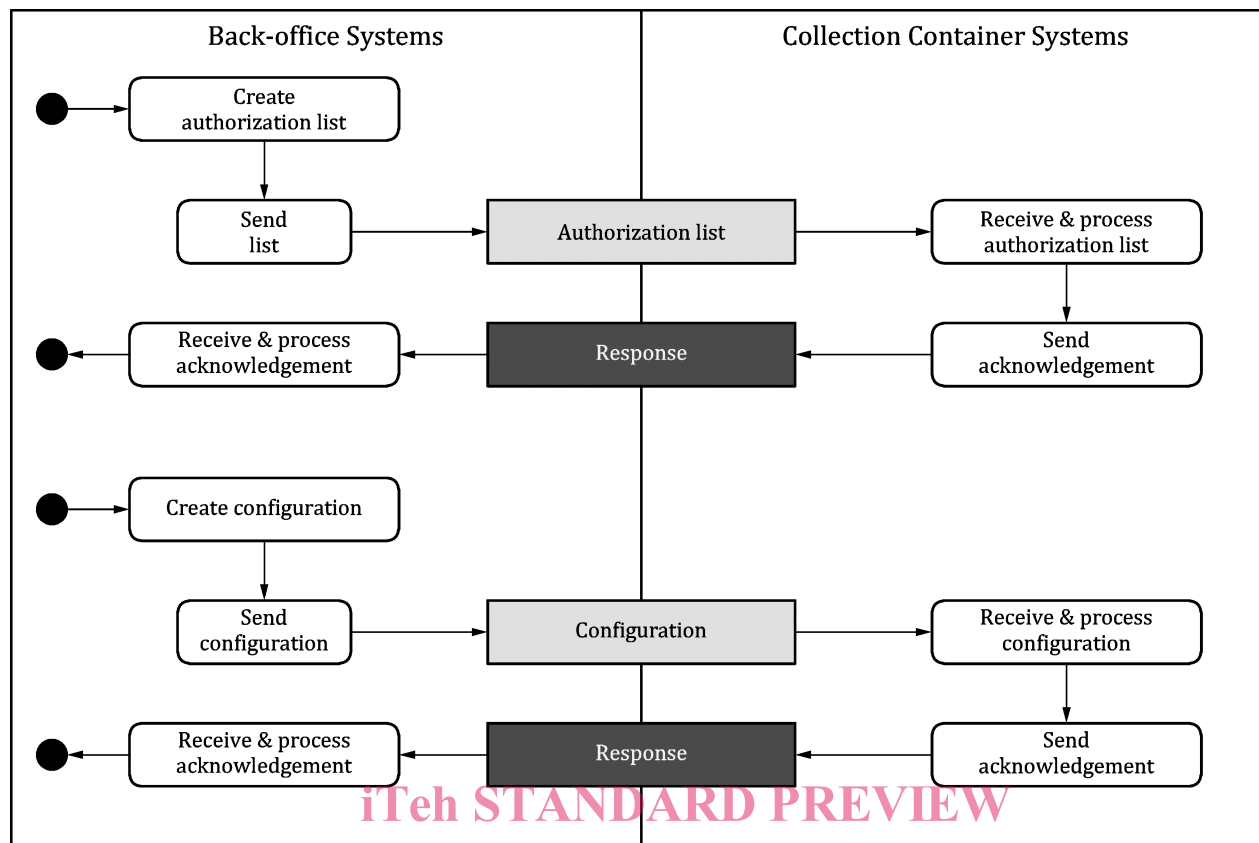 Back-office Systems
Collection Container Systems
Create
authorization list
Send
list
Authorization list
Receive & process
authorization list
Receive & process
acknowledgement
Response
Send
acknowledgement
Create configuration
Send
configuration
Configuration
Receive & process
configuration
Receive & process
acknowledgement
Response
Send
acknowledgement
iTeh STANDARD PREVIEW